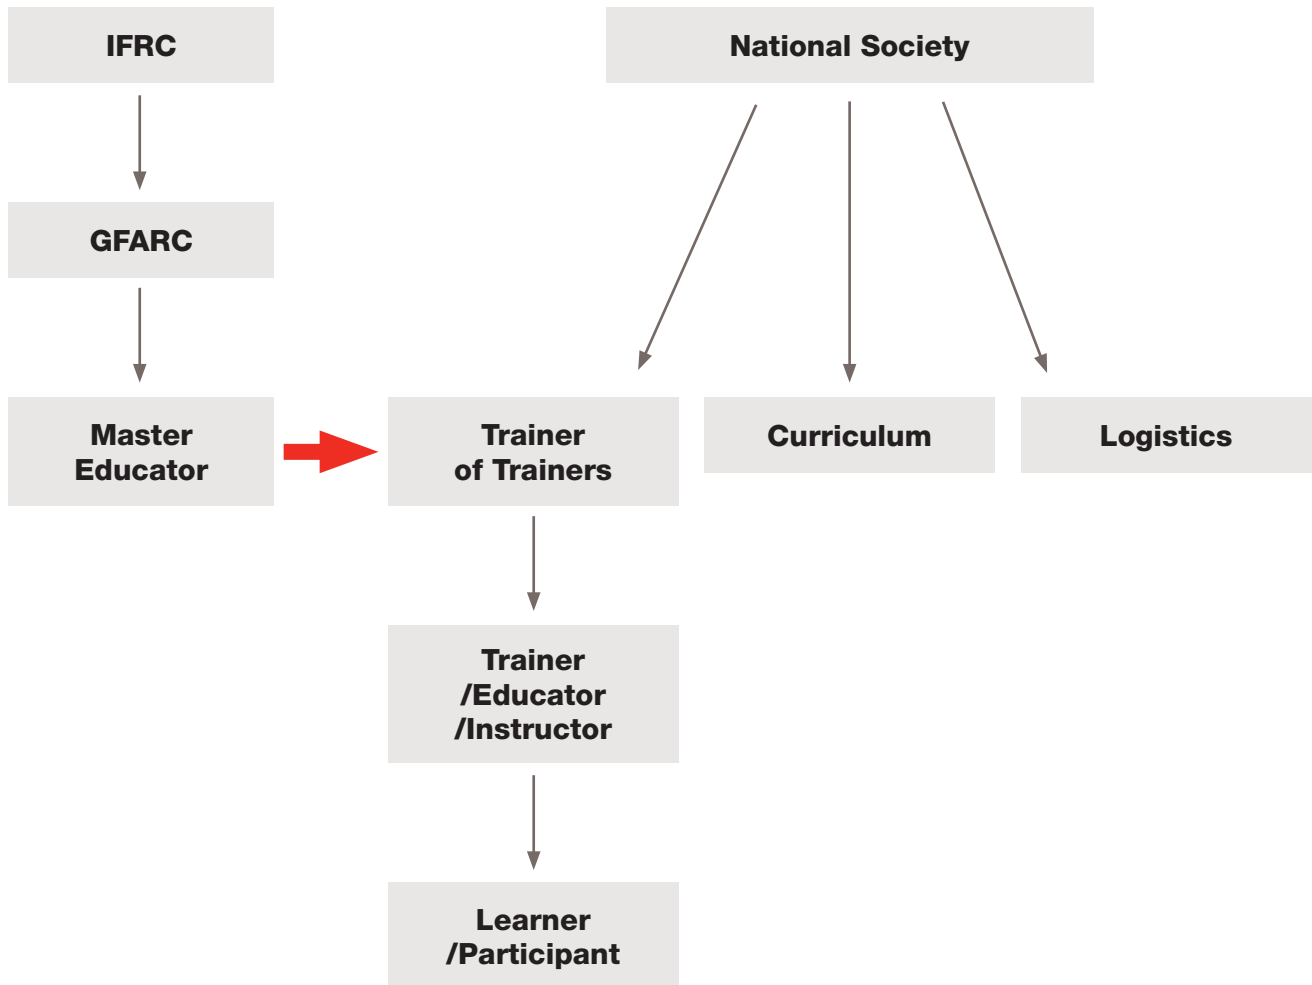 IFRC
National Society
GFARC
Master
Educator
Trainer
of Trainers
Curriculum
Logistics
Trainer
/Educator
/Instructor
Learner
/Participant